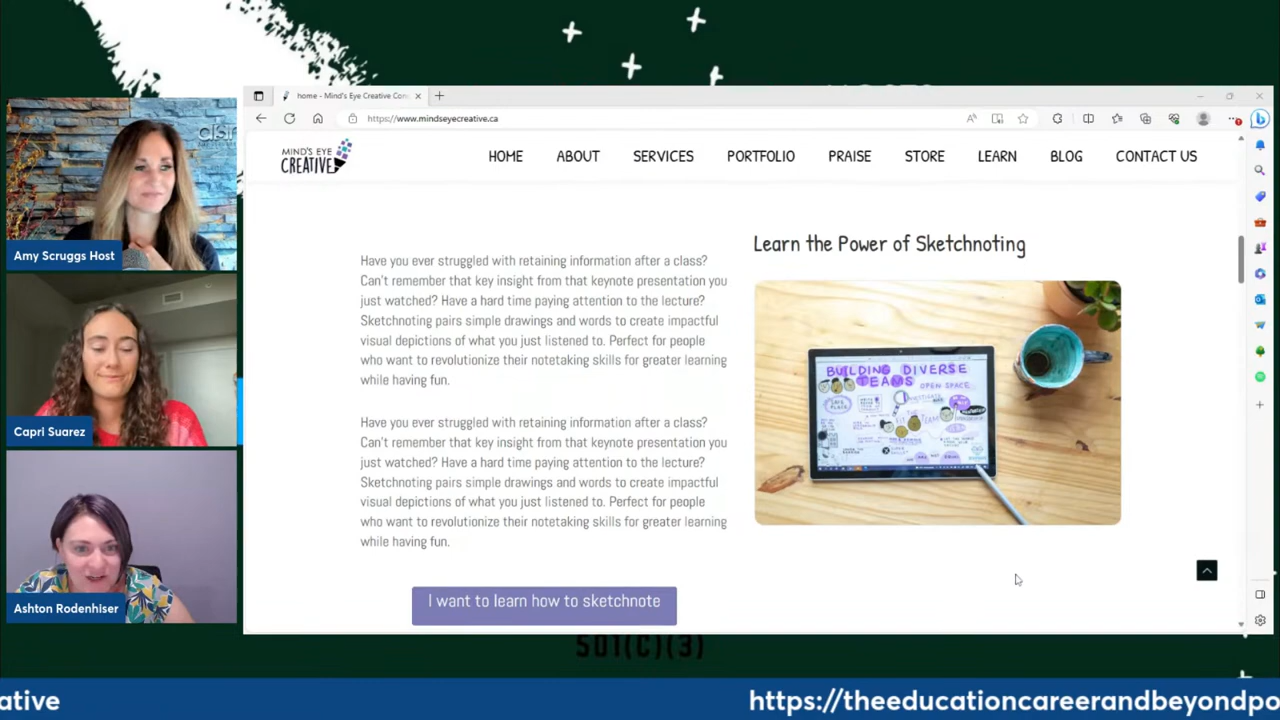 home - Mind's Eye Creative Con
https://www.mindseyecreative.ca
MIND'S EYE
CREATIVE
HOME
ABOUT
SERVICES
PORTFOLIO
PRAISE
STORE
LEARN
BLOG
CONTACT US
Amy Scruggs Host
Capri Suarez
Ashton Rodenhiser
Have you ever struggled with retaining information after a class?
Can't remember that key insight from that keynote presentation you
just watched? Have a hard time paying attention to the lecture?
Sketchnoting pairs simple drawings and words to create impactful
visual depictions of what you just listened to. Perfect for people
who want to revolutionize their notetaking skills for greater learning
while having fun.
Have you ever struggled with retaining information after a class?
Can't remember that key insight from that keynote presentation you
just watched? Have a hard time paying attention to the lecture?
Sketchnoting pairs simple drawings and words to create impactful
visual depictions of what you just listened to. Perfect for people
who want to revolutionize their notetaking skills for greater learning
while having fun.
I want to learn how to sketchnote
Learn the Power of Sketchnoting
BUILDING DIVERSE
TEAMS
OPEN SPACE
501(C)(3)
ative
https://theeducationcareerandbeyondpo